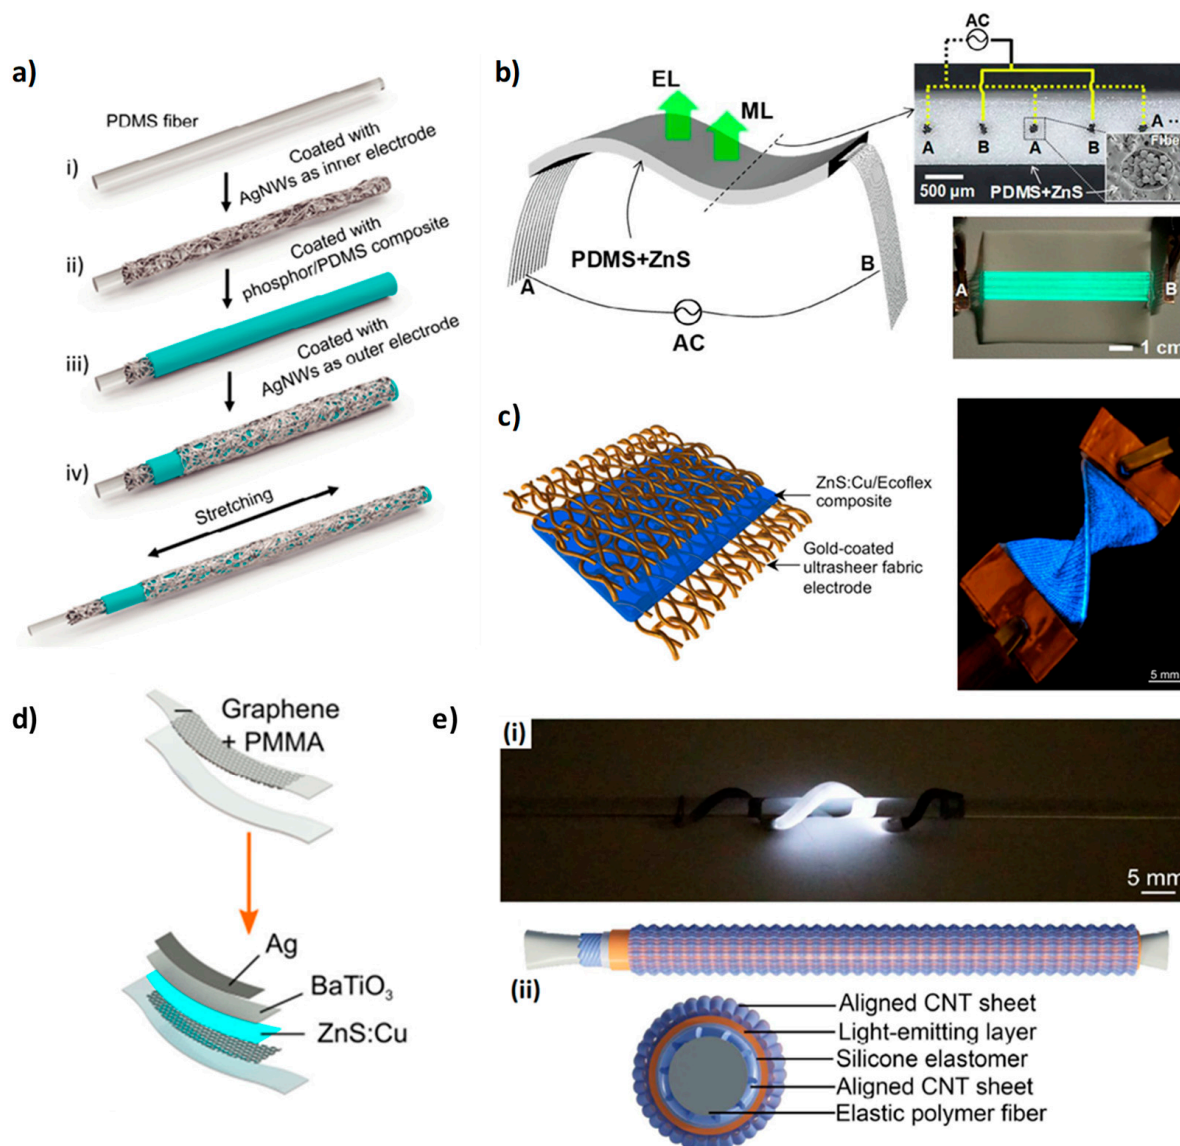 a)
PDMS fiber
i)
Coated with
AgNWs as inner electrode
ii)
Coated with
phosphor/PDMS composite
iii)
Coated with
AgNWs as outer electrode
iv)
Stretching
b)
EL
ML
PDMS+ZnS
A
B
AC
AC
A
B
A
B
A ..
Fiber
500 µm
PDMS+ZnS
A
B
1 cm
c)
ZnS:Cu/Ecoflex
composite
Gold-coated
ultrasheer fabric
electrode
5 mm
d)
Graphene
+ PMMA
Ag
BaTiO3
ZnS:Cu
e)
(i)
5 mm
(ii)
Aligned CNT sheet
Light-emitting layer
Silicone elastomer
Aligned CNT sheet
Elastic polymer fiber